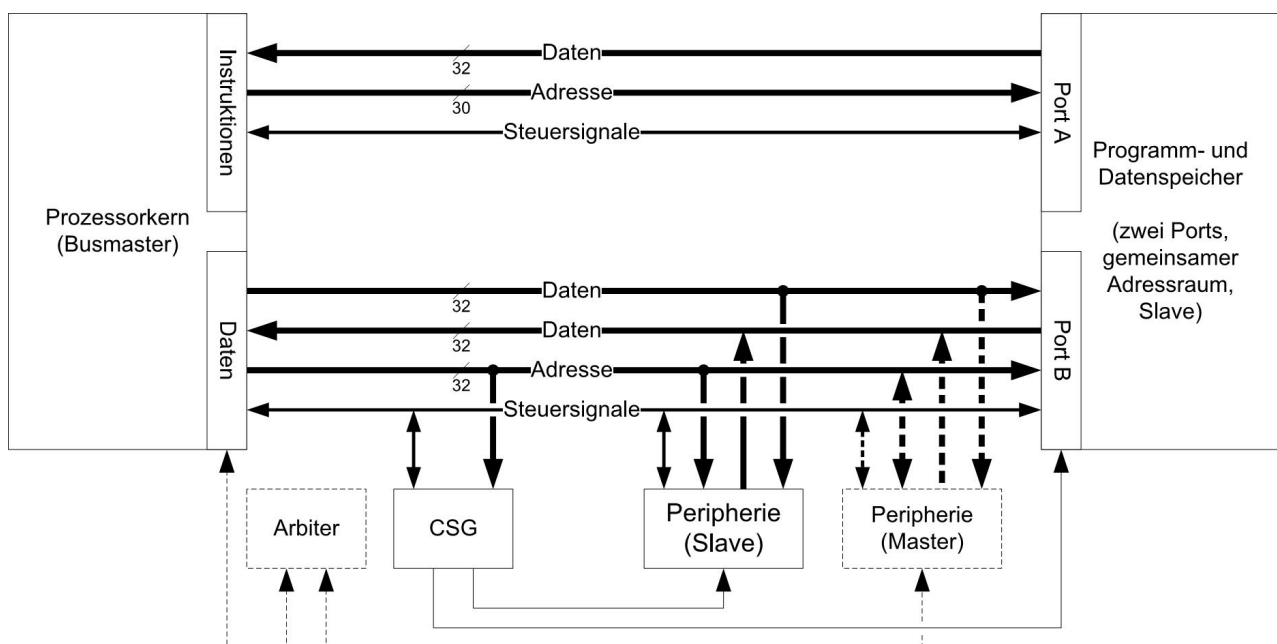 Instruktionen
Daten
32
Adresse
30
Steuersignale
Port A
Prozessorkern
(Busmaster)
Programm- und
Datenspeicher
(zwei Ports,
gemeinsamer
Adressraum,
Slave)
Daten
Daten
32
Daten
32
Adresse
32
Steuersignale
Port B
Arbiter
CSG
Peripherie
(Slave)
Peripherie
(Master)